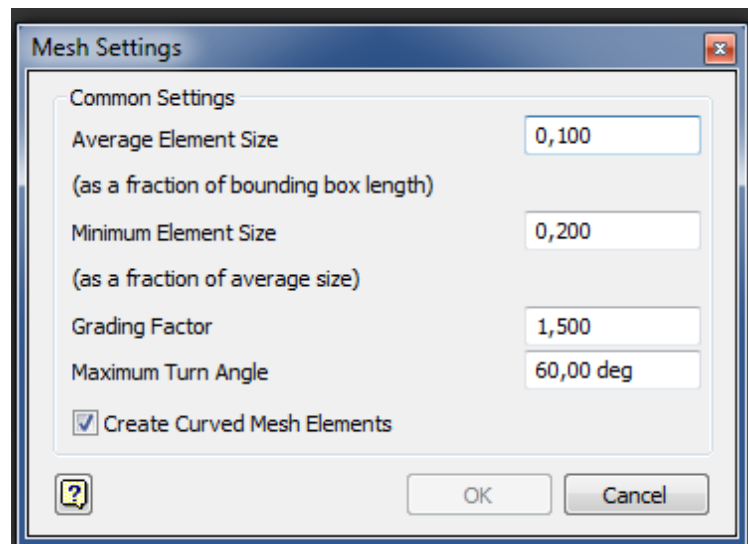 Mesh Settings
Common Settings
Average Element Size 0,100
(as a fraction of bounding box length)
Minimum Element Size 0,200
(as a fraction of average size)
Grading Factor 1,500
Maximum Turn Angle 60,00 deg
Create Curved Mesh Elements
OK Cancel